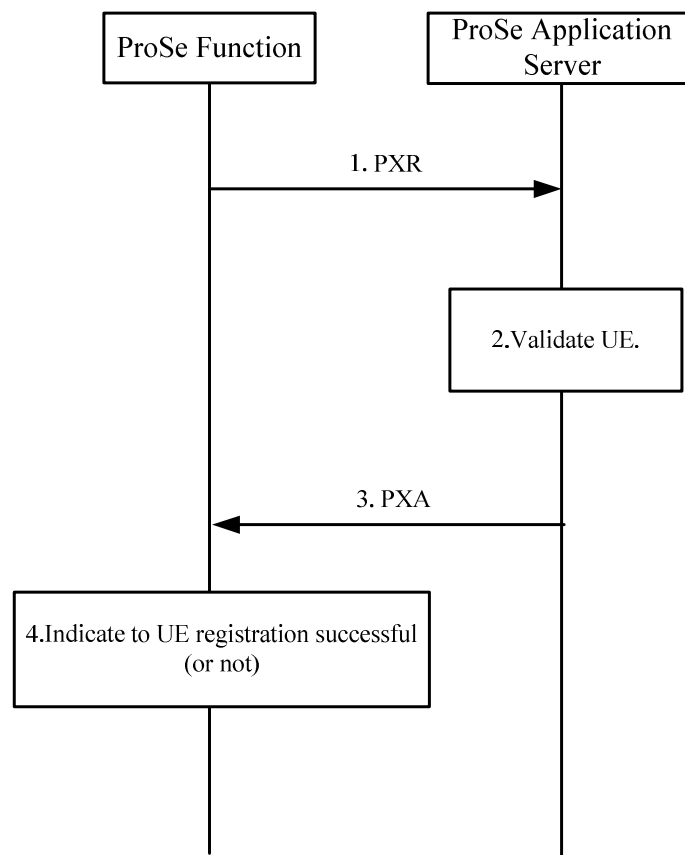 ProSe Function
ProSe Application
Server
1. PXR
2.Validate UE.
3. PXA
4.Indicate to UE registration successful
(or not)